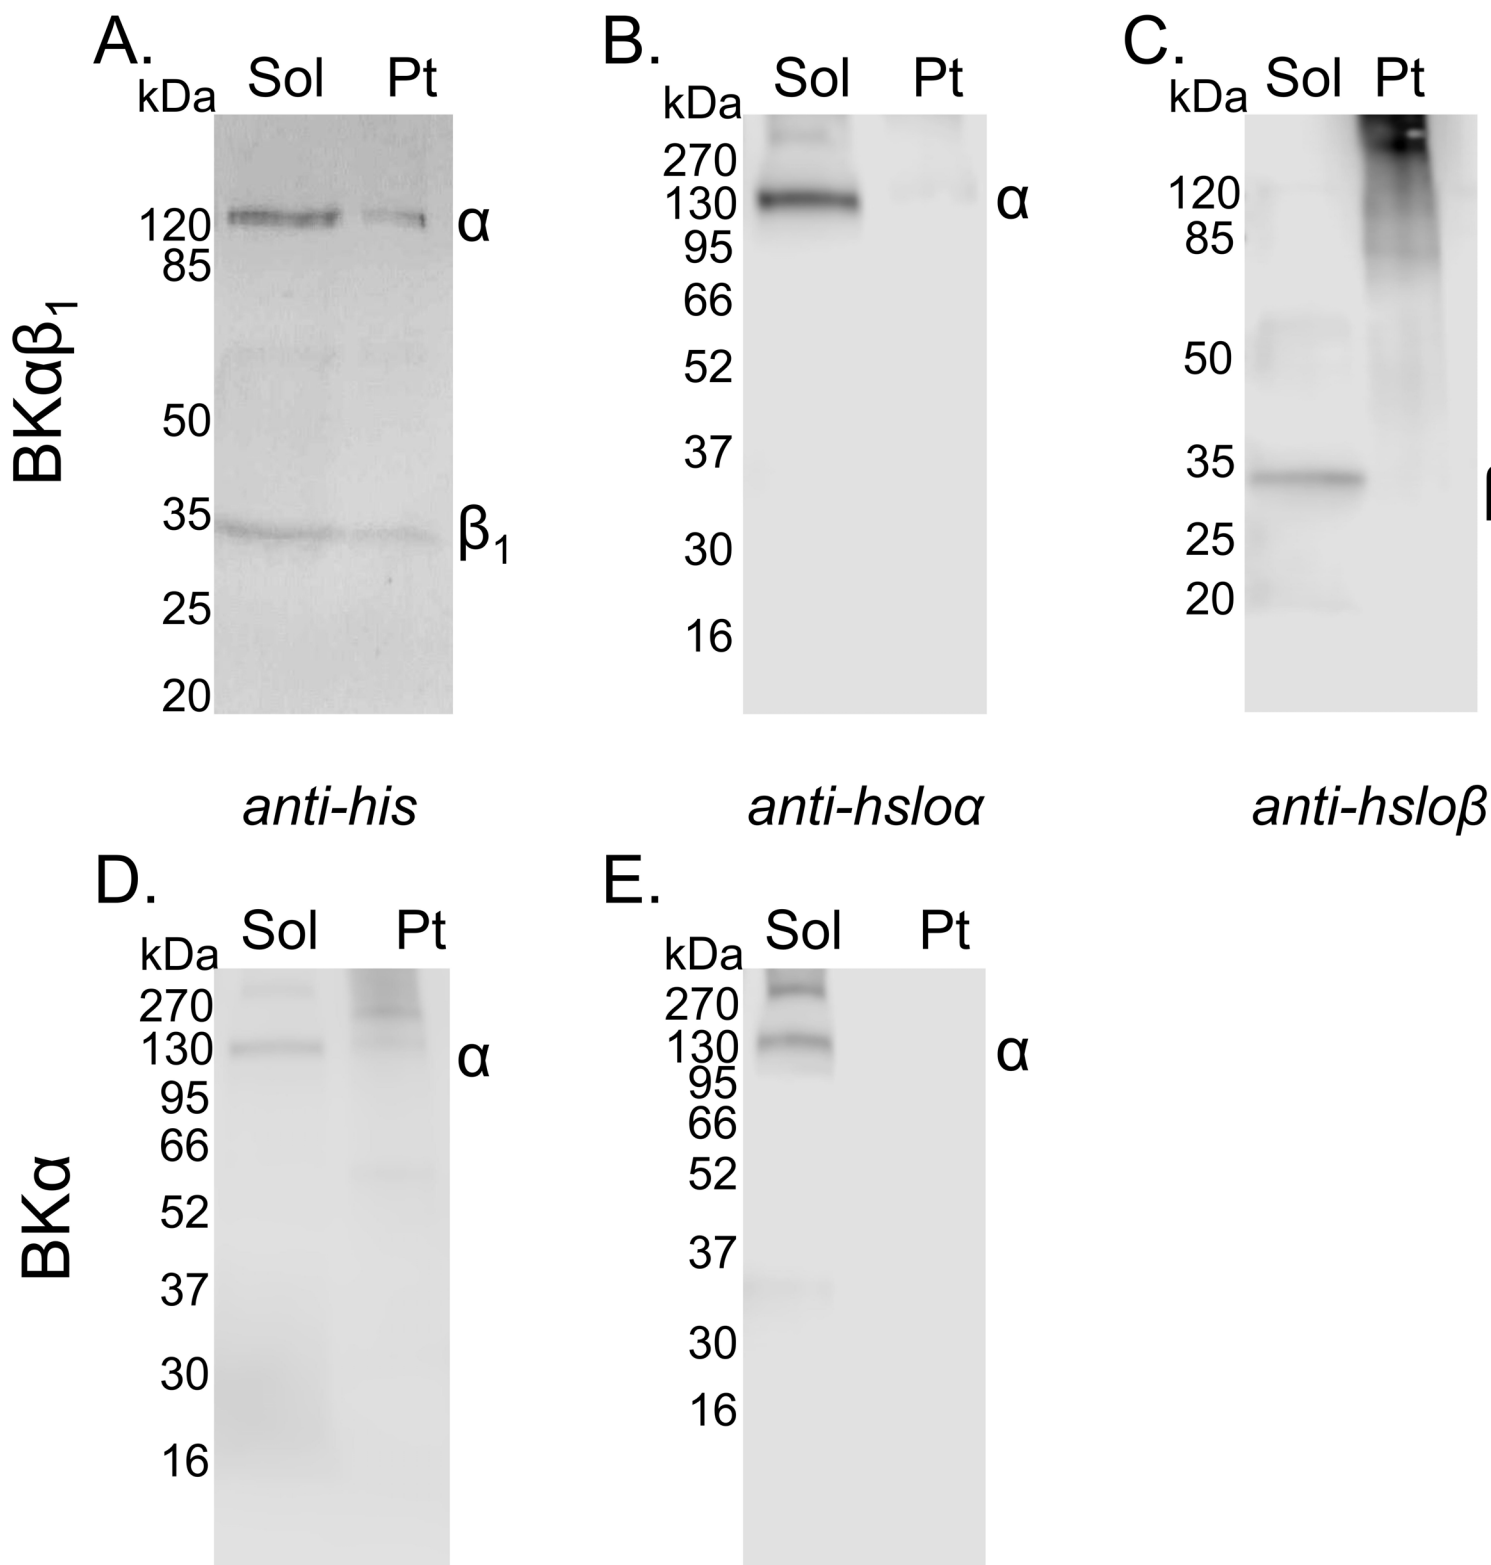 A.
Sol Pt
kDa
120
85
50
35
25
20
α
β1
BKαβ1
anti-his
B.
Sol Pt
kDa
270
130
95
66
52
37
30
16
α
anti-hsloα
C.
Sol Pt
kDa
120
85
50
35
25
20
anti-hsloβ
D.
Sol Pt
kDa
270
130
95
66
52
37
30
16
α
BKα
E.
Sol Pt
kDa
270
130
95
66
52
37
30
16
α